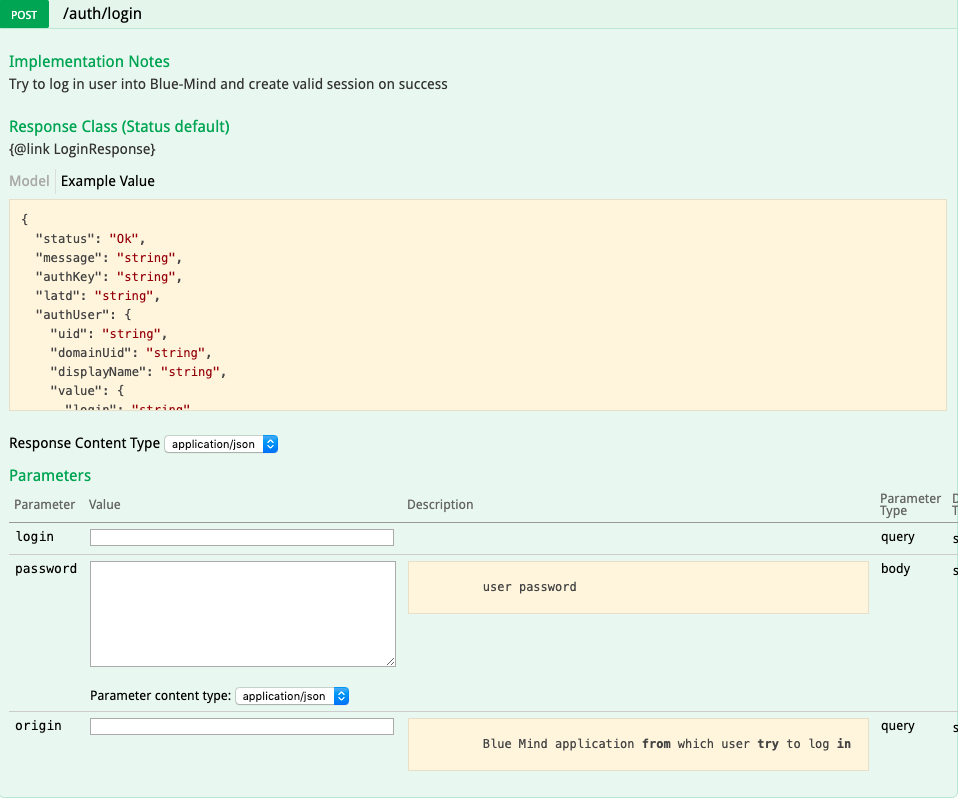 POST /auth/login
Implementation Notes
Try to log in user into Blue-Mind and create valid session on success
Response Class (Status default)
{@link LoginResponse}
Model Example Value
{
"status": "Ok",
"message": "string",
"authKey": "string",
"latd": "string",
"authUser": {
"uid": "string",
"domainUid": "string",
"displayName": "string",
"value": {
"login": "string"
Response Content Type application/json
Parameters
Parameter Value Description Parameter Type
login query
password user password body
Parameter content type: application/json
origin Blue Mind application from which user try to log in query